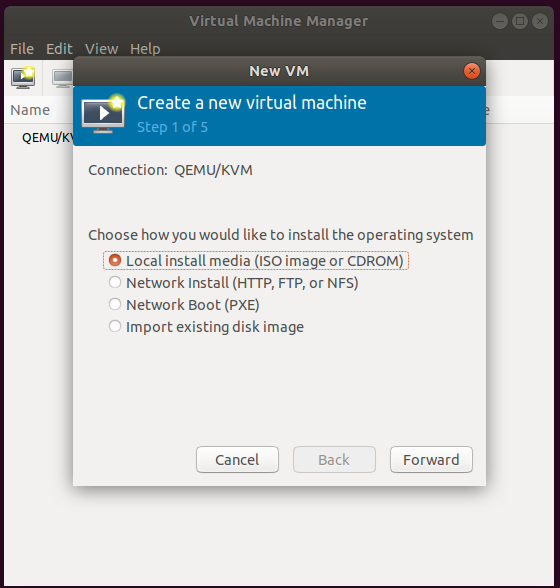 Virtual Machine Manager
File Edit View Help
New VM
Create a new virtual machine
Step 1 of 5
Name
QEMU/KV
Connection: QEMU/KVM
Choose how you would like to install the operating system
Local install media (ISO image or CDROM)
Network Install (HTTP, FTP, or NFS)
Network Boot (PXE)
Import existing disk image
Cancel Back Forward